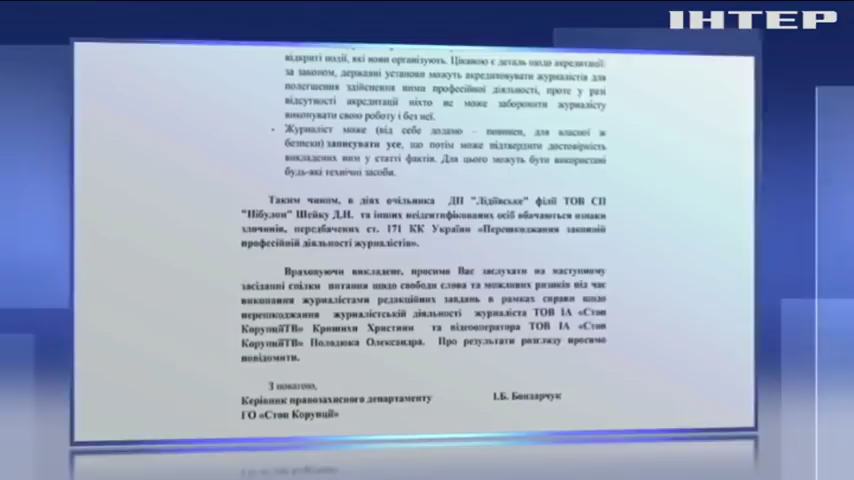 ІНТЕР
відкриті події, які вони організують. Цікавою є деталь щодо акредитації:
за законом, державні установи можуть акредитовувати журналістів для
полегшення здійснення ними професійної діяльності, проте у разі
відсутності акредитації ніхто не може заборонити журналісту
виконувати свою роботу і без неї.
• Журналіст може (від себе додамо – повинен, для власної ж
безпеки) записувати усе, що потім може підтвердити достовірність
викладених ним у статті фактів. Для цього можуть бути використані
будь-які технічні засоби.
Таким чином, в діях очільника ДП "Лідіївське" філії ТОВ СП
"Нібулон" Шейку Д.Н. та інших неідентифікованих осіб вбачаються ознаки
злочинів, передбачених ст. 171 КК України «Перешкоджання законній
професійній діяльності журналістів».
Враховуючи викладене, просимо Вас заслухати на наступному
засіданні спілки питання щодо свободи слова та можливих ризиків під час
виконання журналістами редакційних завдань в рамках справи щодо
перешкоджання журналістській діяльності журналіста ТОВ ІА «Стоп
КорупціїТВ» Крошихи Христини та відеооператора ТОВ ІА «Стоп
КорупціїТВ» Полодюка Олександра. Про результати розгляду просимо
повідомити.
З повагою,
Керівник правозахисного департаменту І.Б. Бондарчук
ГО «Стоп Корупції»